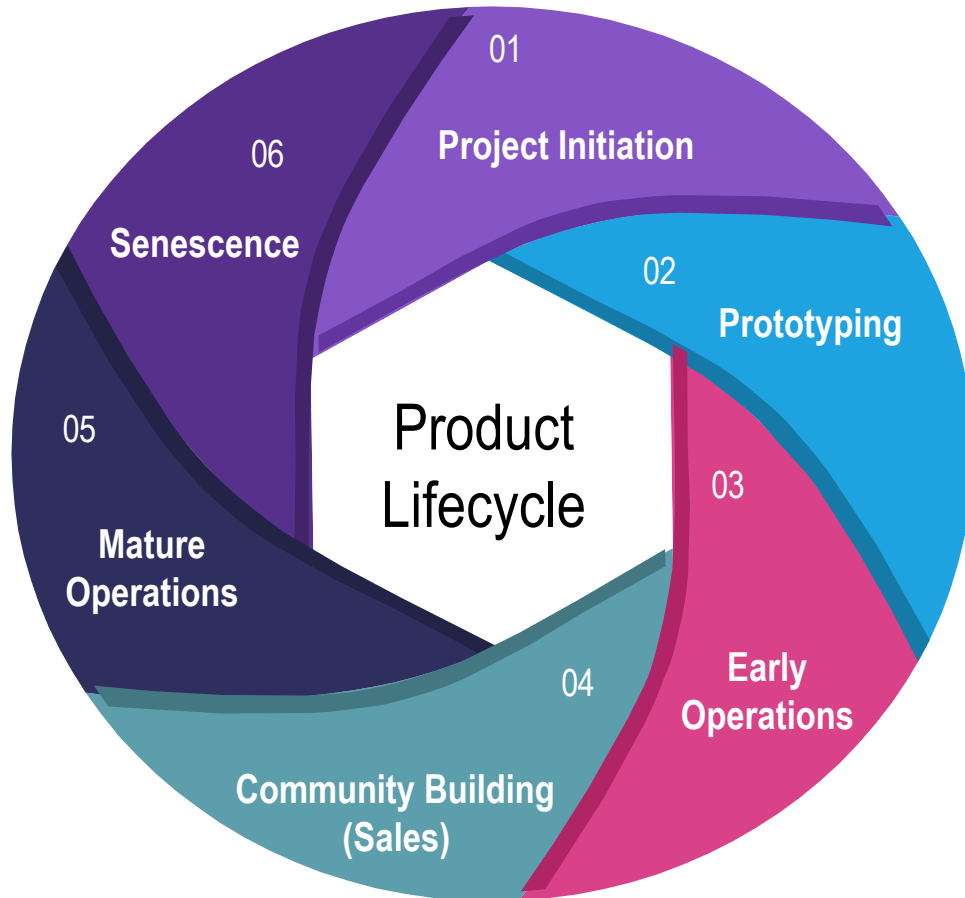 01
Project Initiation
02
Prototyping
03
Early
Operations
04
Community Building
(Sales)
05
Mature
Operations
06
Senescence
Product
Lifecycle